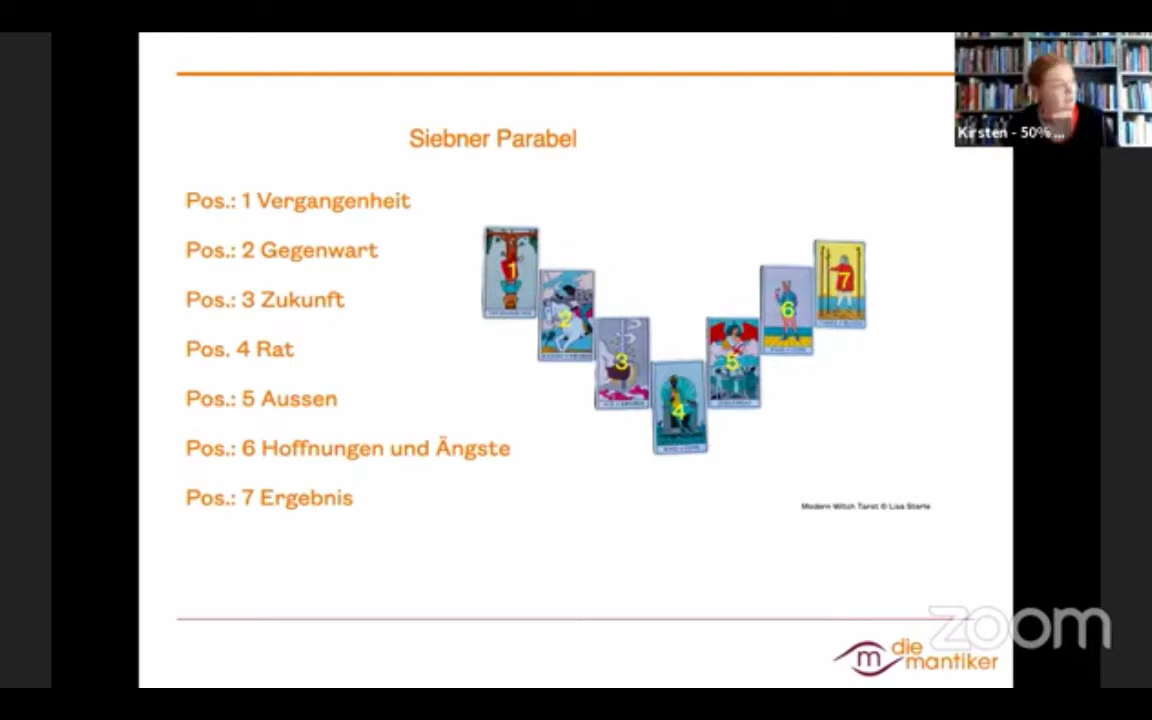 Kirsten - 50% ...
Siebner Parabel
Pos.: 1 Vergangenheit
Pos.: 2 Gegenwart
Pos.: 3 Zukunft
Pos. 4 Rat
Pos.: 5 Aussen
Pos.: 6 Hoffnungen und Ängste
Pos.: 7 Ergebnis
1
2
3
4
5
6
7
Modern Witch Tarot © Lisa Sterle
zoom
m
die
mantiker